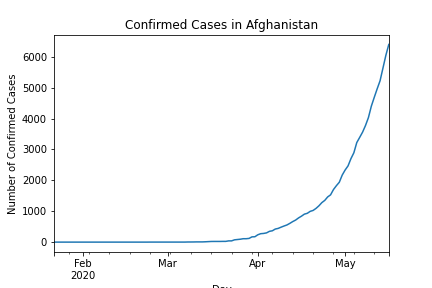 Confirmed Cases in Afghanistan
Number of Confirmed Cases
6000
5000
4000
3000
2000
1000
0
Feb
2020
Mar
Apr
May